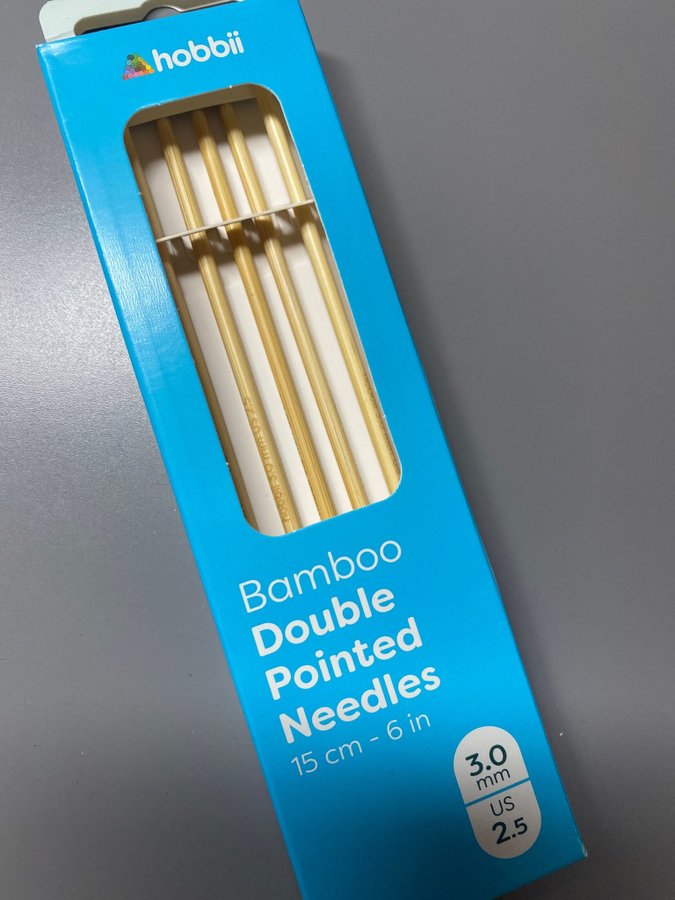 hobbii
Bamboo
Double
Pointed
Needles
15 cm - 6 in
3.0
mm
US
2.5